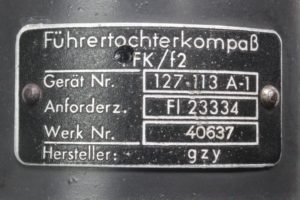 Führertochterkompaß
FK/f2
Gerät Nr. 127-113 A-1
Anforderz. Fl 23334
Werk Nr. 40637
Hersteller: gzy